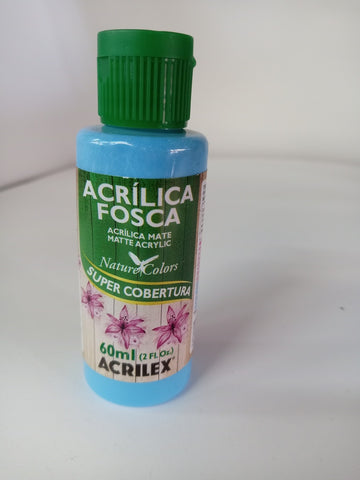 ACRÍLICA
FOSCA
ACRÍLICA MATE
MATTE ACRYLIC
Nature Colors
SUPER COBERTURA
60ml (2 FL Oz.)
ACRILEX®